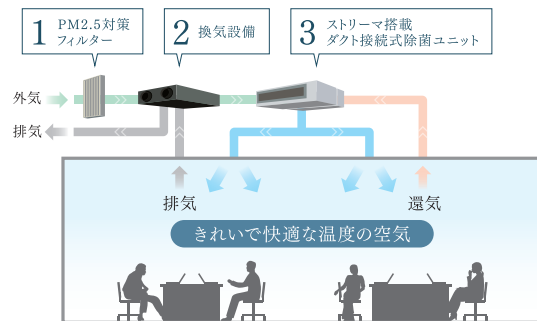 1 PM2.5対策
フィルター
2 換気設備
3 ストリーマ搭載
ダクト接続式除菌ユニット
外気
排気
排気
還気
きれいで快適な温度の空気